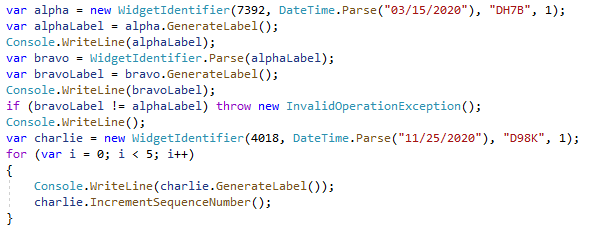 var alpha = new WidgetIdentifier(7392, DateTime.Parse("03/15/2020"), "DH7B", 1);
var alphaLabel = alpha.GenerateLabel();
Console.WriteLine(alphaLabel);
var bravo = WidgetIdentifier.Parse(alphaLabel);
var bravoLabel = bravo.GenerateLabel();
Console.WriteLine(bravoLabel);
if (bravoLabel != alphaLabel) throw new InvalidOperationException();
Console.WriteLine();
var charlie = new WidgetIdentifier(4018, DateTime.Parse("11/25/2020"), "D98K", 1);
for (var i = 0; i < 5; i++)
{
    Console.WriteLine(charlie.GenerateLabel());
    charlie.IncrementSequenceNumber();
}